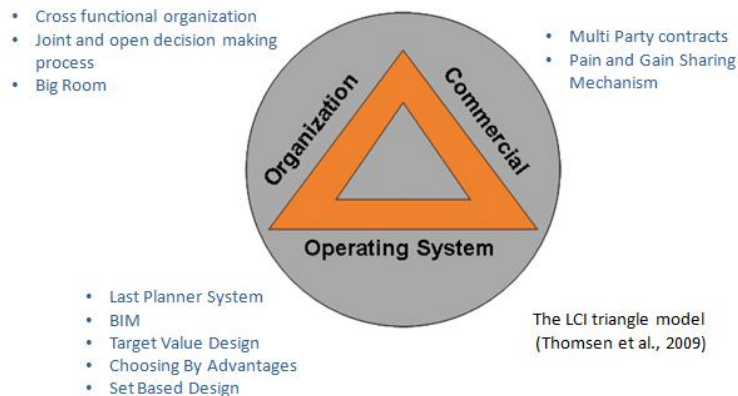 • Cross functional organization
• Joint and open decision making
process
• Big Room
• Multi Party contracts
• Pain and Gain Sharing
Mechanism
Organization
Commercial
Operating System
• Last Planner System
• BIM
• Target Value Design
• Choosing By Advantages
• Set Based Design
The LCI triangle model
(Thomsen et al., 2009)